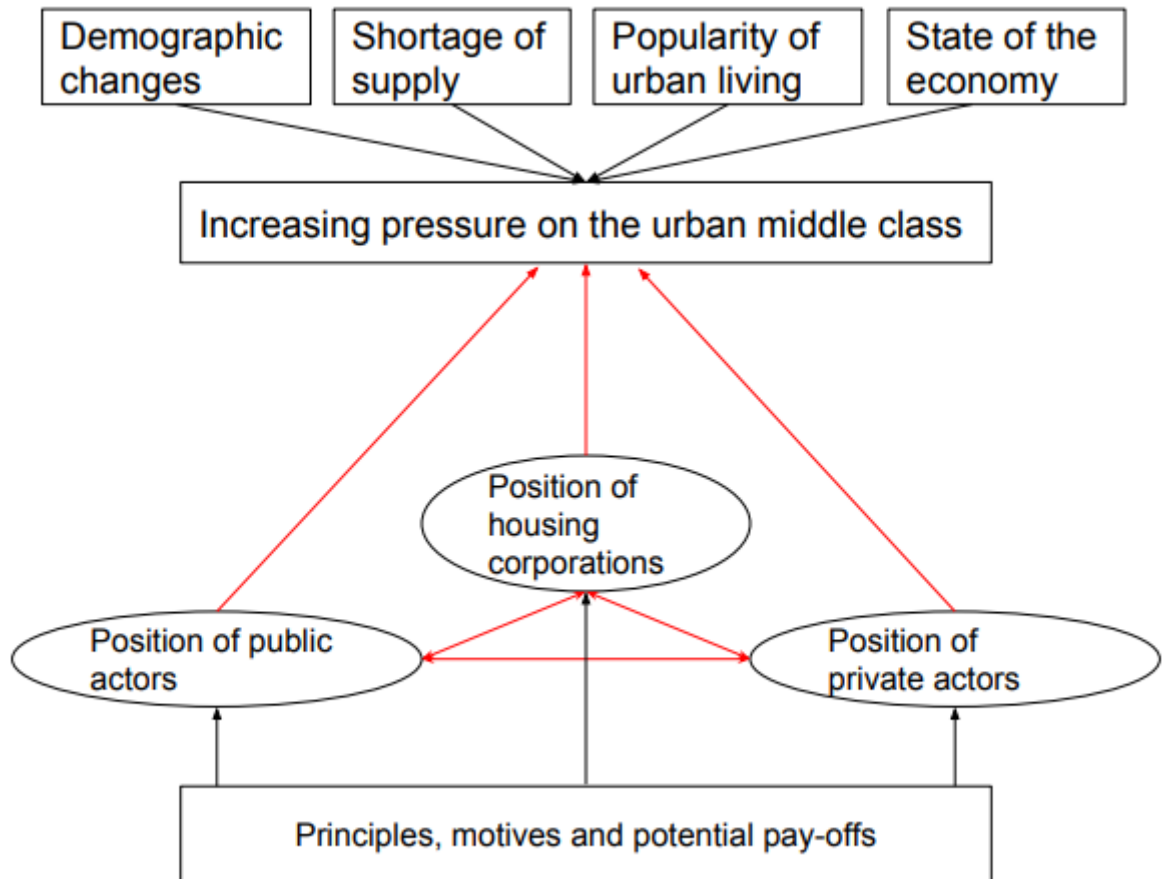 Demographic
changes
Shortage of
supply
Popularity of
urban living
State of the
economy
Increasing pressure on the urban middle class
Position of
housing
corporations
Position of public
actors
Position of
private actors
Principles, motives and potential pay-offs